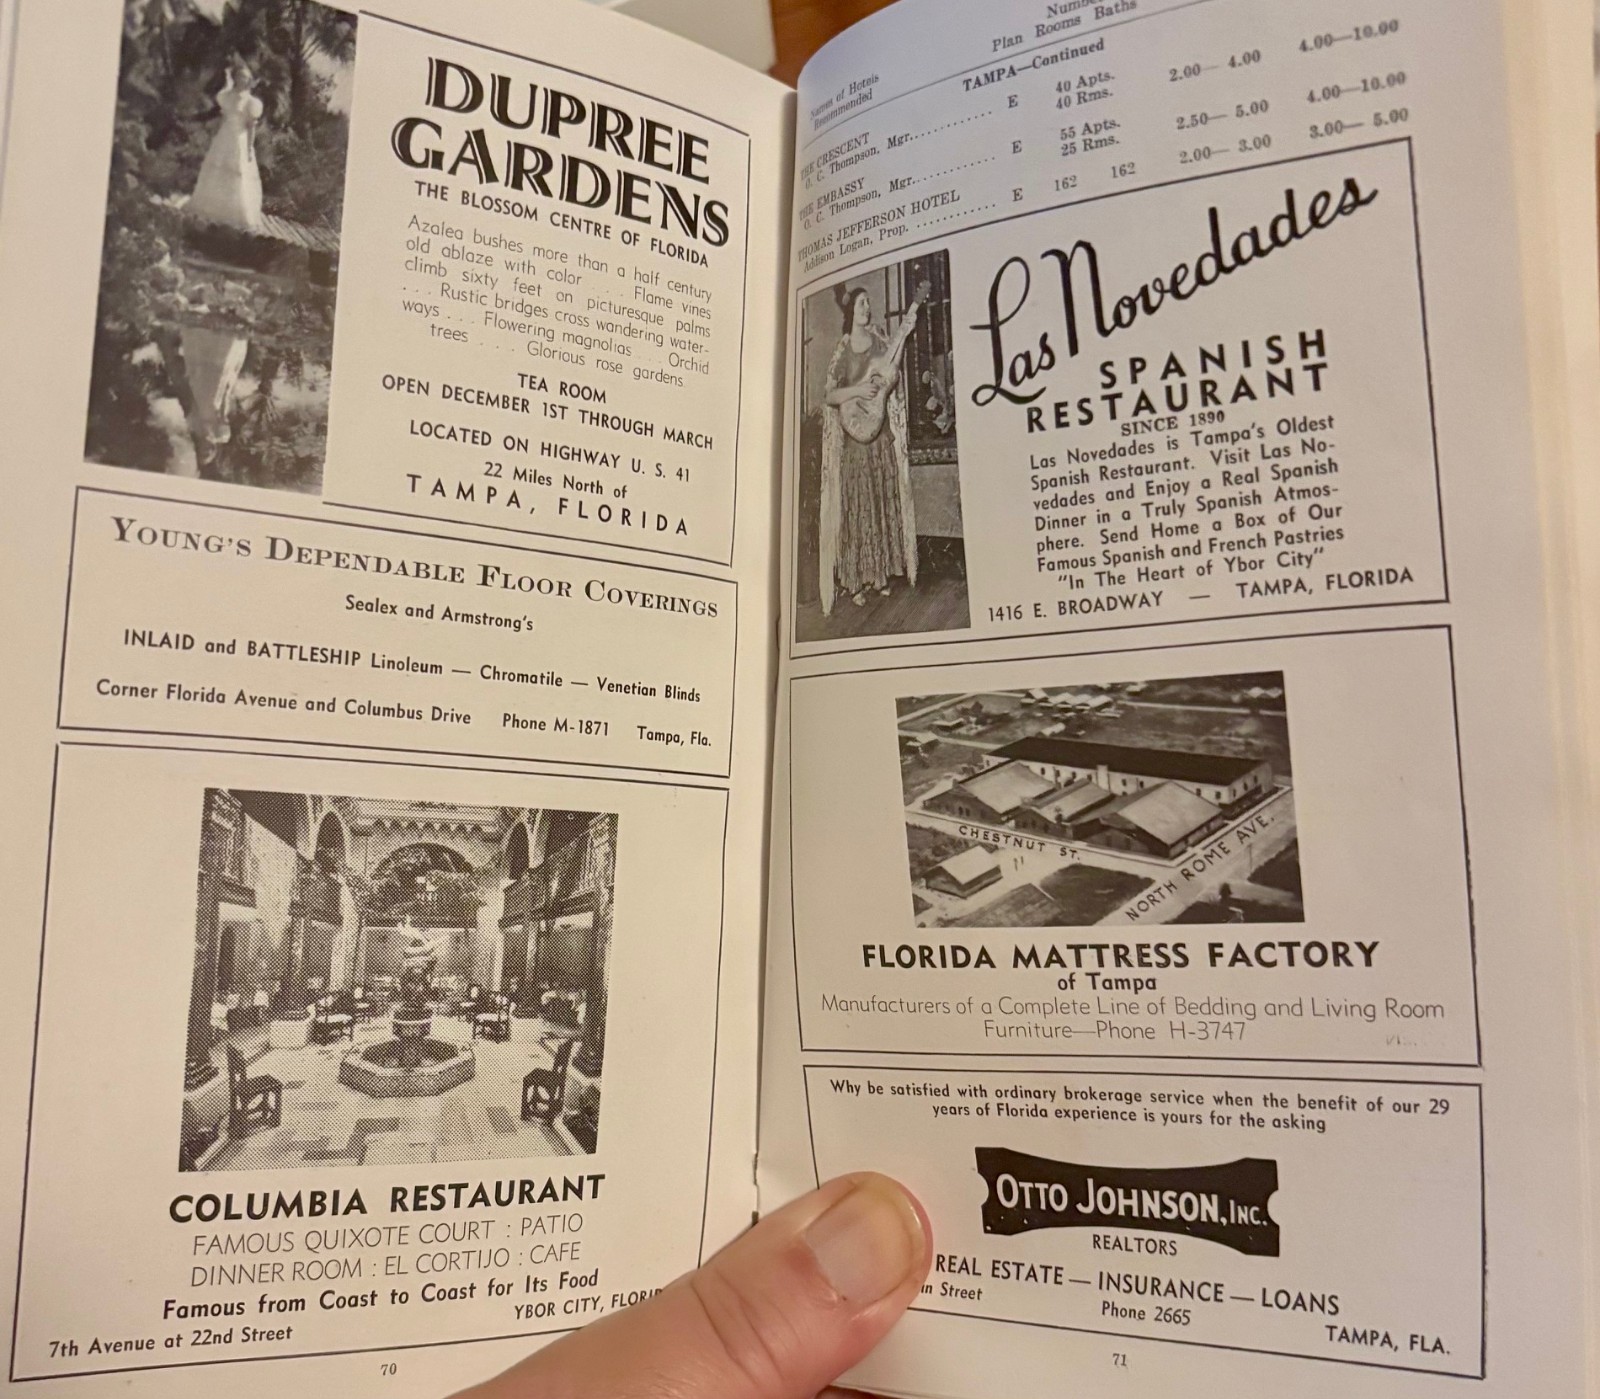 DUPREE
GARDENS
THE BLOSSOM CENTRE OF FLORIDA
Azalea bushes more than a half century
old ablaze with color . . . Flame vines
climb sixty feet on picturesque palms
. . . Rustic bridges cross wandering water-
ways . . . Flowering magnolias . . . Orchid
trees . . . Glorious rose gardens.
TEA ROOM
OPEN DECEMBER 1ST THROUGH MARCH
LOCATED ON HIGHWAY U. S. 41
22 Miles North of
TAMPA, FLORIDA
YOUNG'S DEPENDABLE FLOOR COVERINGS
Sealex and Armstrong's
INLAID and BATTLESHIP Linoleum — Chromatile — Venetian Blinds
Corner Florida Avenue and Columbus Drive Phone M-1871 Tampa, Fla.
COLUMBIA RESTAURANT
FAMOUS QUIXOTE COURT : PATIO
DINNER ROOM : EL CORTIJO : CAFE
Famous from Coast to Coast for Its Food
7th Avenue at 22nd Street YBOR CITY,
70
Plan Rooms Baths
Names of Hotels
Recommended
TAMPA—Continued
THE CRESCENT
O. C. Thompson, Mgr. E 40 Apts. 40 Rms. 2.00— 4.00 4.00—10.00
THE EMBASSY
O. C. Thompson, Mgr. E 55 Apts. 25 Rms. 2.50— 5.00 4.00—10.00
THOMAS JEFFERSON HOTEL
Addison Logan, Prop. E 162 162 2.00— 3.00 3.00— 5.00
Las Novedades
SPANISH
RESTAURANT
SINCE 1890
Las Novedades is Tampa's Oldest
Spanish Restaurant. Visit Las No-
vedades and Enjoy a Real Spanish
Dinner in a Truly Spanish Atmos-
phere. Send Home a Box of Our
Famous Spanish and French Pastries
"In The Heart of Ybor City"
1416 E. BROADWAY — TAMPA, FLORIDA
CHESTNUT ST.
NORTH ROME AVE.
FLORIDA MATTRESS FACTORY
of Tampa
Manufacturers of a Complete Line of Bedding and Living Room
Furniture—Phone H-3747
Why be satisfied with ordinary brokerage service when the benefit of our 29
years of Florida experience is yours for the asking
OTTO JOHNSON, INC.
REALTORS
REAL ESTATE — INSURANCE — LOANS
Street Phone 2665 TAMPA, FLA.
71